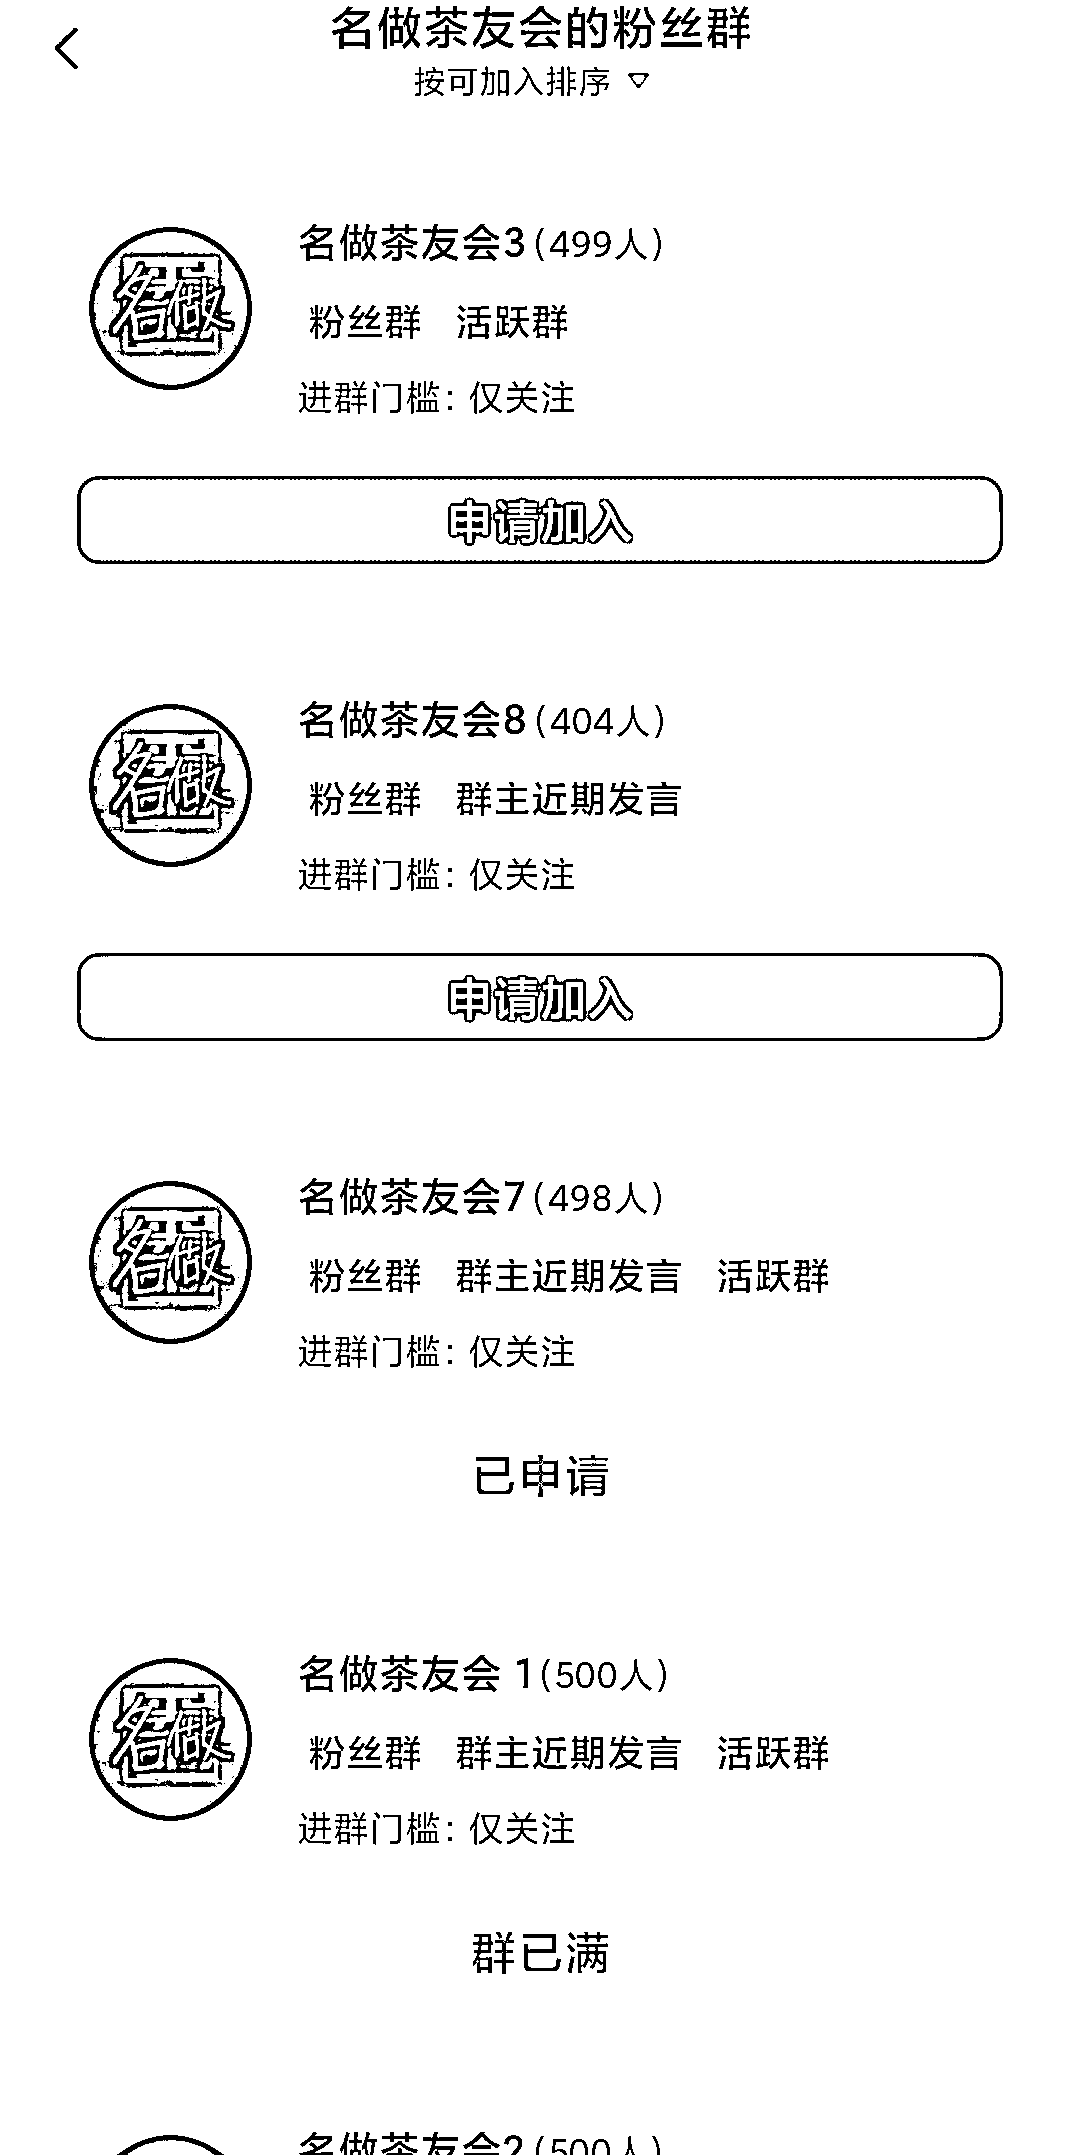 名做茶友会的粉丝群
按可加入排序
名做茶友会3(499人)
粉丝群 活跃群
进群门槛: 仅关注
申请加入
名做
名做茶友会8(404人)
粉丝群 群主近期发言
进群门槛: 仅关注
申请加入
名做
名做茶友会7(498人)
粉丝群 群主近期发言 活跃群
进群门槛: 仅关注
已申请
名做
名做茶友会 1(500人)
粉丝群 群主近期发言 活跃群
进群门槛: 仅关注
群已满
名做
名做茶友会2(500人)